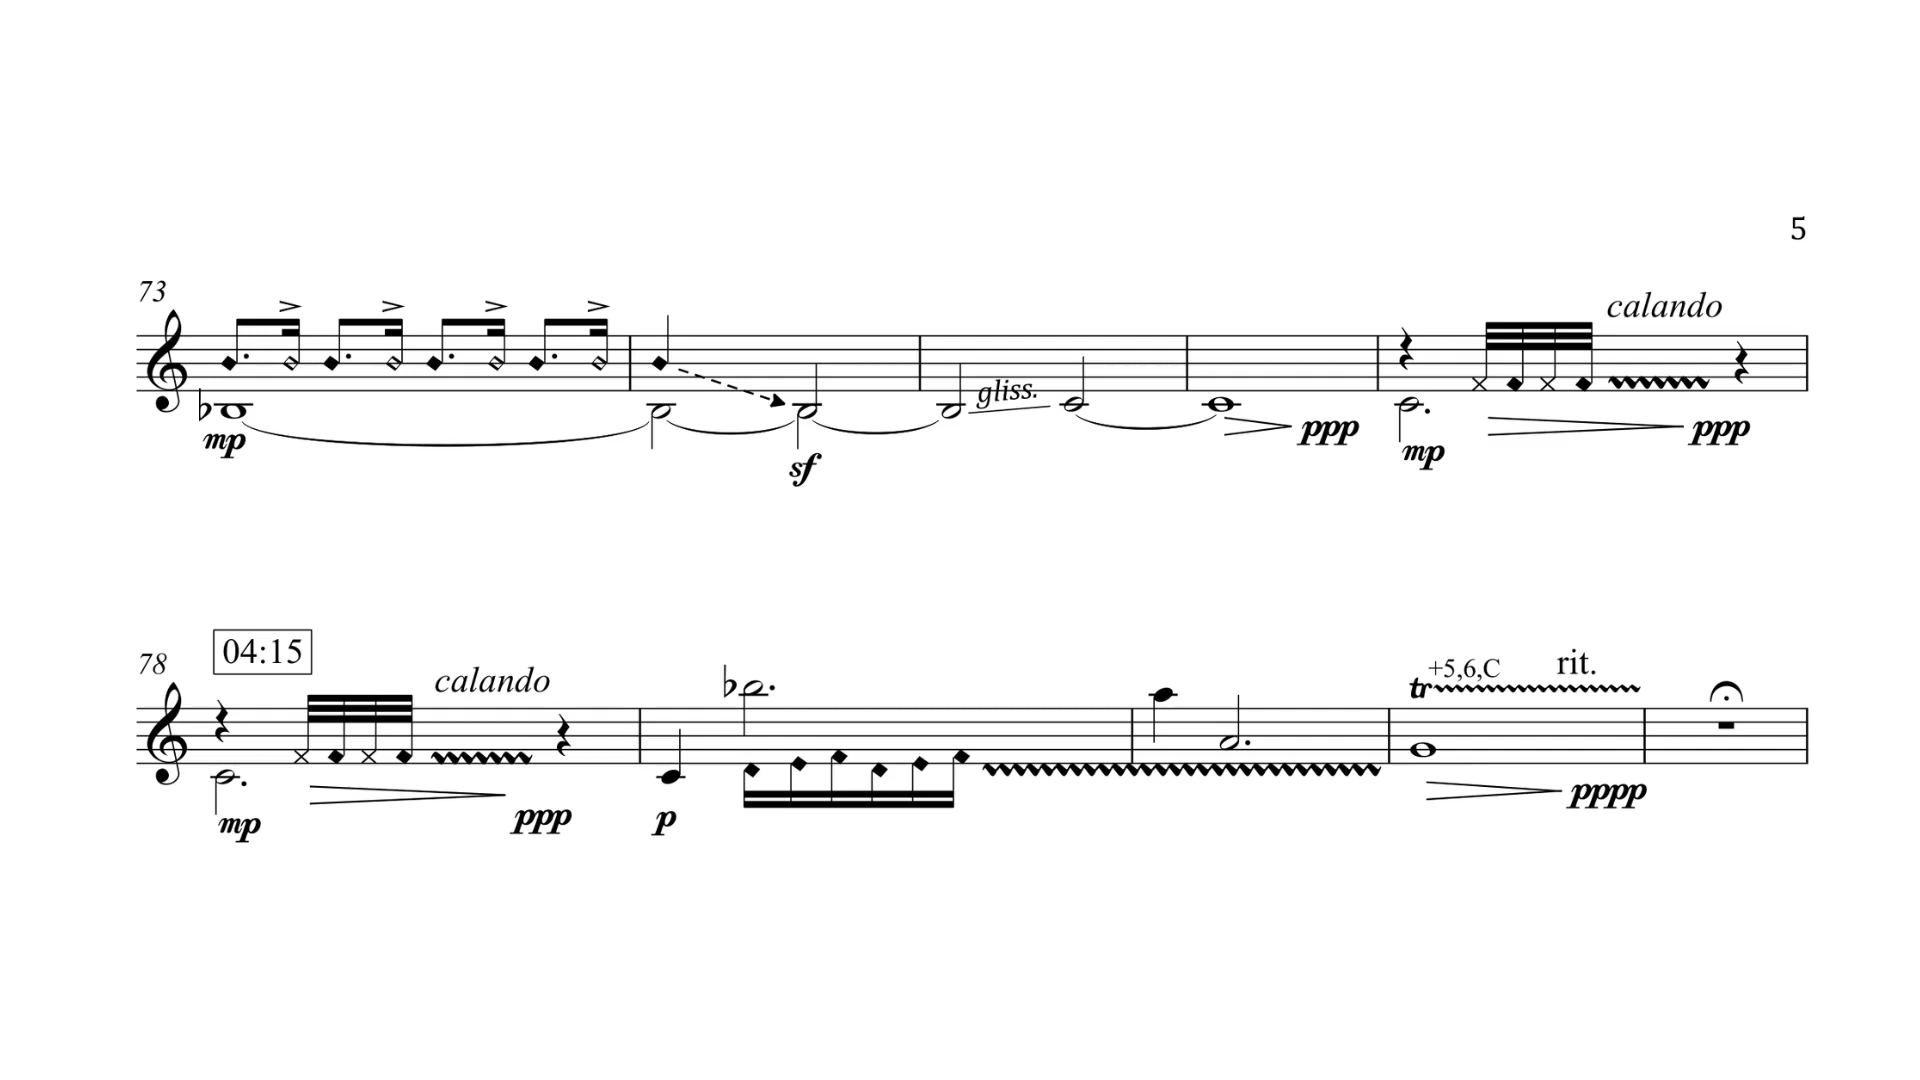 5
73
calando
gliss.
mp
ppp
ppp
mp
sf
04:15
78
calando
+5,6,C
rit.
tr
mp
ppp
p
pppp